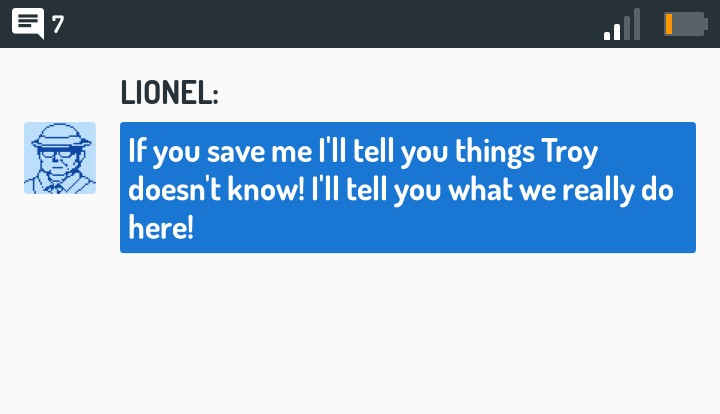 7
LIONEL:
If you save me I'll tell you things Troy
doesn't know! I'll tell you what we really do
here!